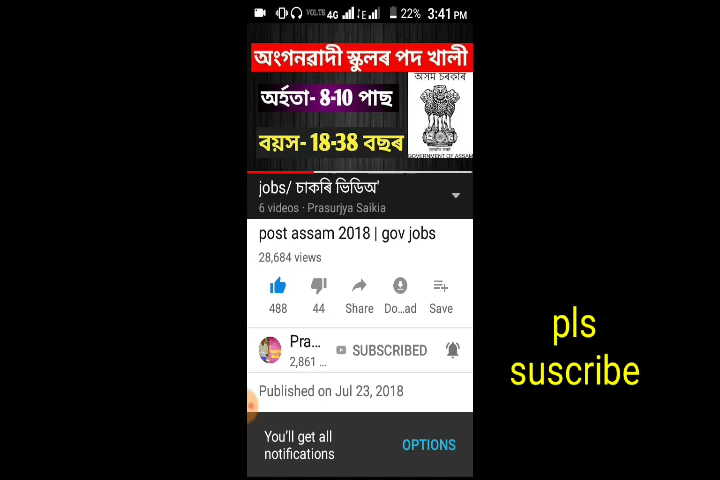 VOLTE 4G E 22% 3:41 PM
অংগনৱাদী স্কুলৰ পদ খালী
অসম চৰকাৰ
অৰ্হতা- 8-10 পাছ
বয়স- 18-38 বছৰ
GOVERNMENT OF ASSAM
jobs/ চাকৰি ভিডিঅ'
6 videos · Prasurjya Saikia
post assam 2018 | gov jobs
28,684 views
488 44 Share Do...ad Save
Pra...
SUBSCRIBED
2,861 ...
Published on Jul 23, 2018
You'll get all
notifications
OPTIONS
pls
suscribe